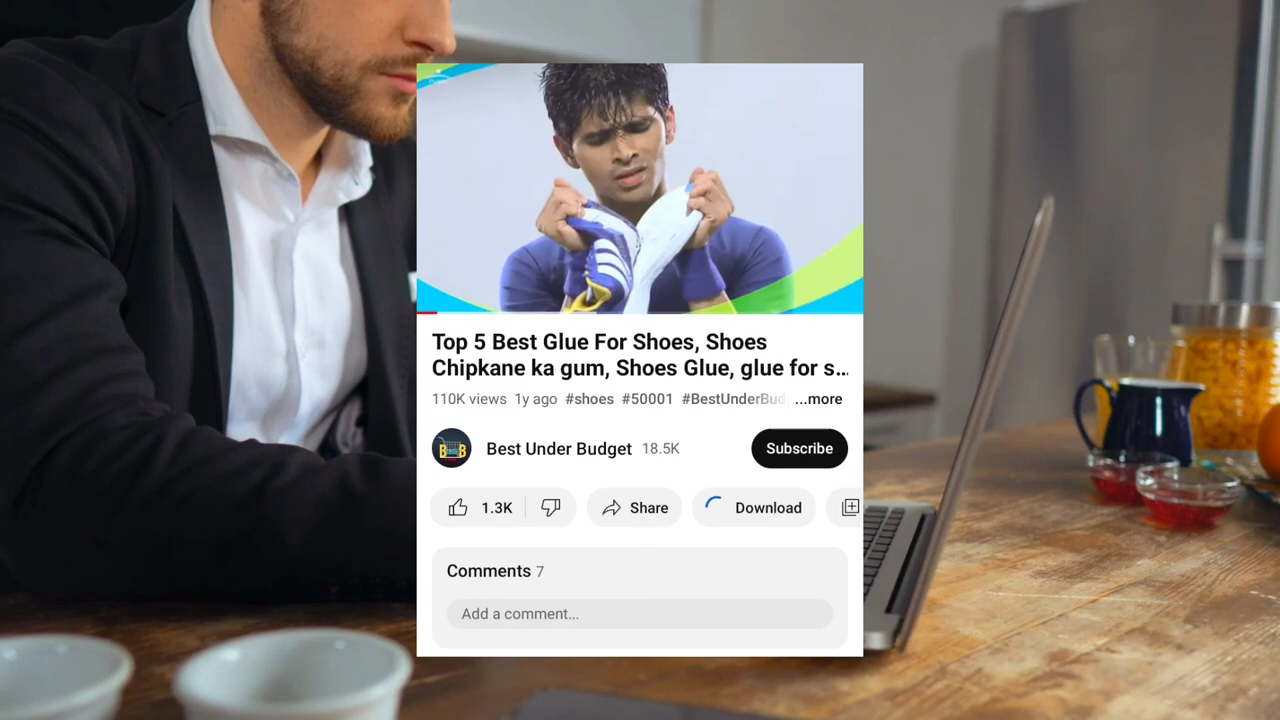 Top 5 Best Glue For Shoes, Shoes
Chipkane ka gum, Shoes Glue, glue for s...
110K views 1y ago #shoes #50001 #BestUnderBud ...more
Best Under Budget 18.5K
Subscribe
1.3K
Share
Download
Comments 7
Add a comment...